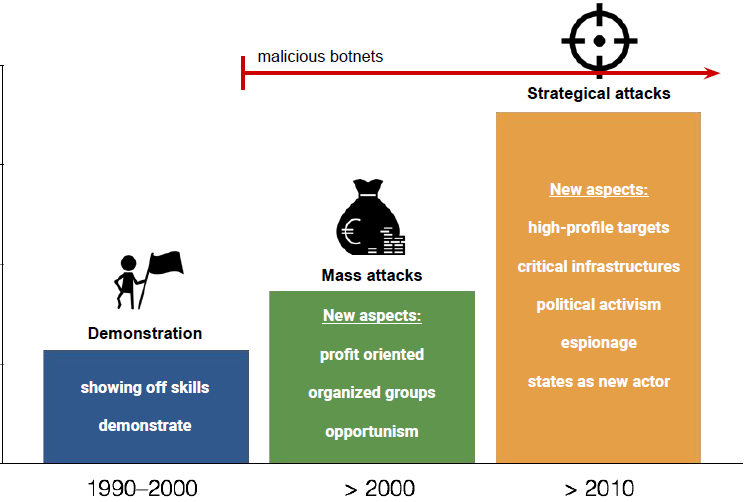 malicious botnets
Strategical attacks
New aspects:
high-profile targets
critical infrastructures
political activism
espionage
states as new actor
€
Mass attacks
New aspects:
profit oriented
organized groups
opportunism
Demonstration
showing off skills
demonstrate
1990–2000
> 2000
> 2010